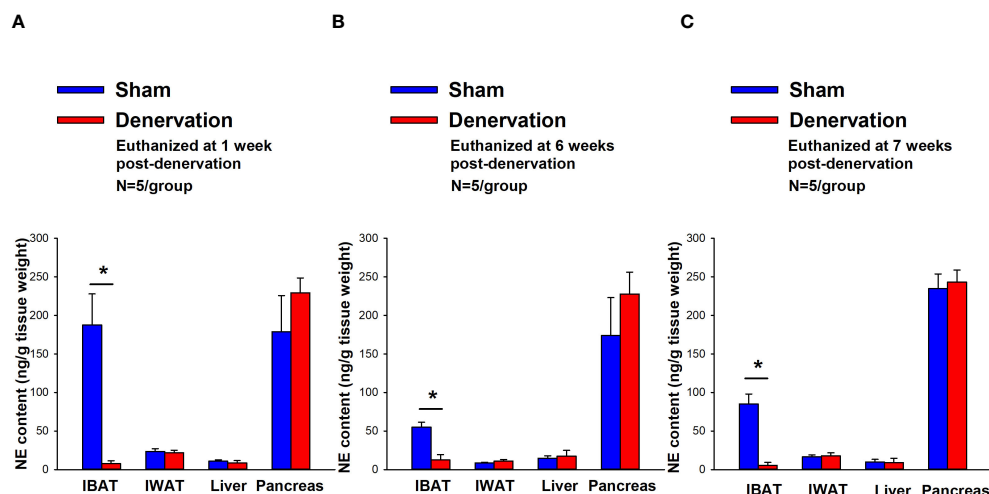 A
B
C
Sham
Denervation
Euthanized at 1 week
post-denervation
N=5/group
Sham
Denervation
Euthanized at 6 weeks
post-denervation
N=5/group
Sham
Denervation
Euthanized at 7 weeks
post-denervation
N=5/group
NE content (ng/g tissue weight)
300
250
200
150
100
50
0
*
IBAT IWAT Liver Pancreas
NE content (ng/g tissue weight)
300
250
200
150
100
50
0
*
IBAT IWAT Liver Pancreas
NE content (ng/g tissue weight)
300
250
200
150
100
50
0
*
IBAT IWAT Liver Pancreas